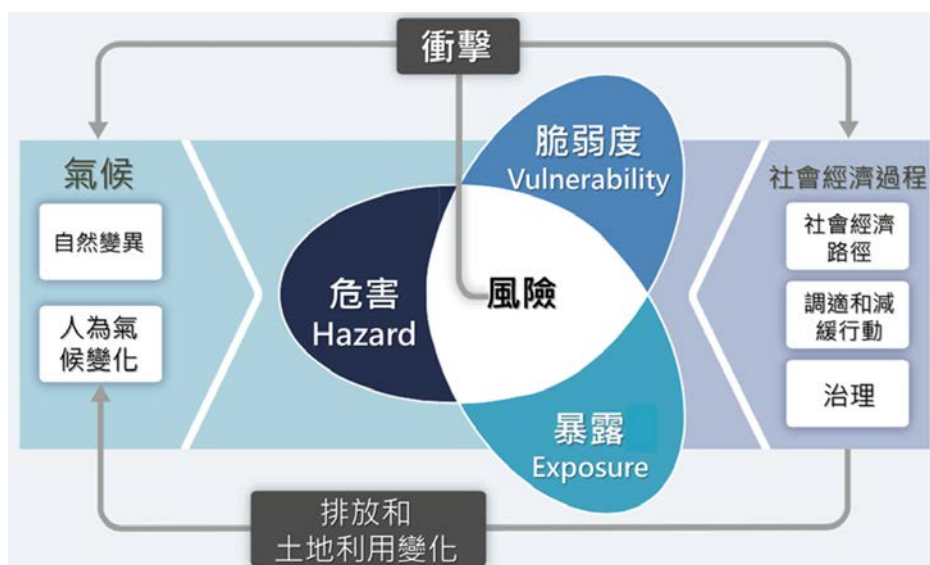 衝擊
氣候
自然變異
人為氣
候變化
危害
Hazard
脆弱度
Vulnerability
風險
暴露
Exposure
社會經濟過程
社會經濟
路徑
調適和減
緩行動
治理
排放和
土地利用變化